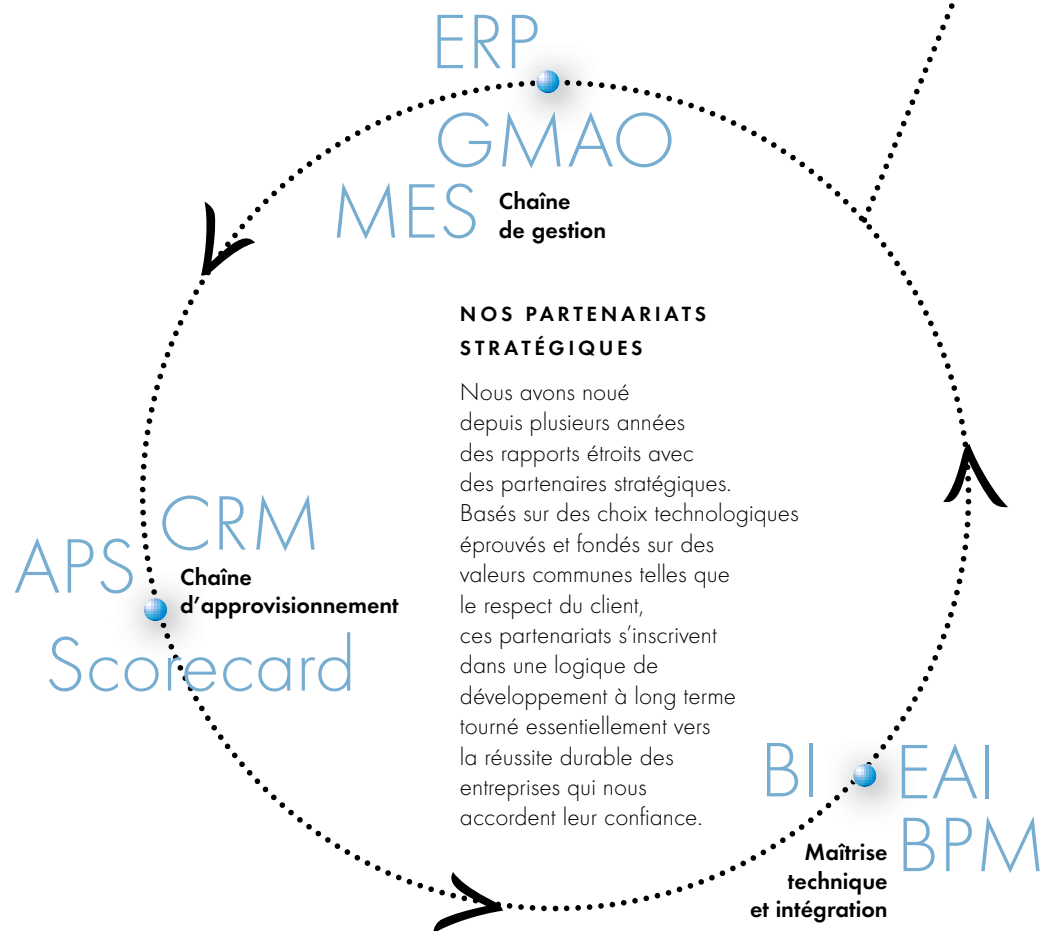 ERP
GMAO
MES
Chaîne
de gestion
NOS PARTENARIATS
STRATÉGIQUES
Nous avons noué
depuis plusieurs années
des rapports étroits avec
des partenaires stratégiques.
Basés sur des choix technologiques
éprouvés et fondés sur des
valeurs communes telles que
le respect du client,
ces partenariats s’inscrivent
dans une logique de
développement à long terme
tourné essentiellement vers
la réussite durable des
entreprises qui nous
accordent leur confiance.
CRM
APS
Chaîne
d’approvisionnement
Scorecard
BI
EAI
BPM
Maîtrise
technique
et intégration